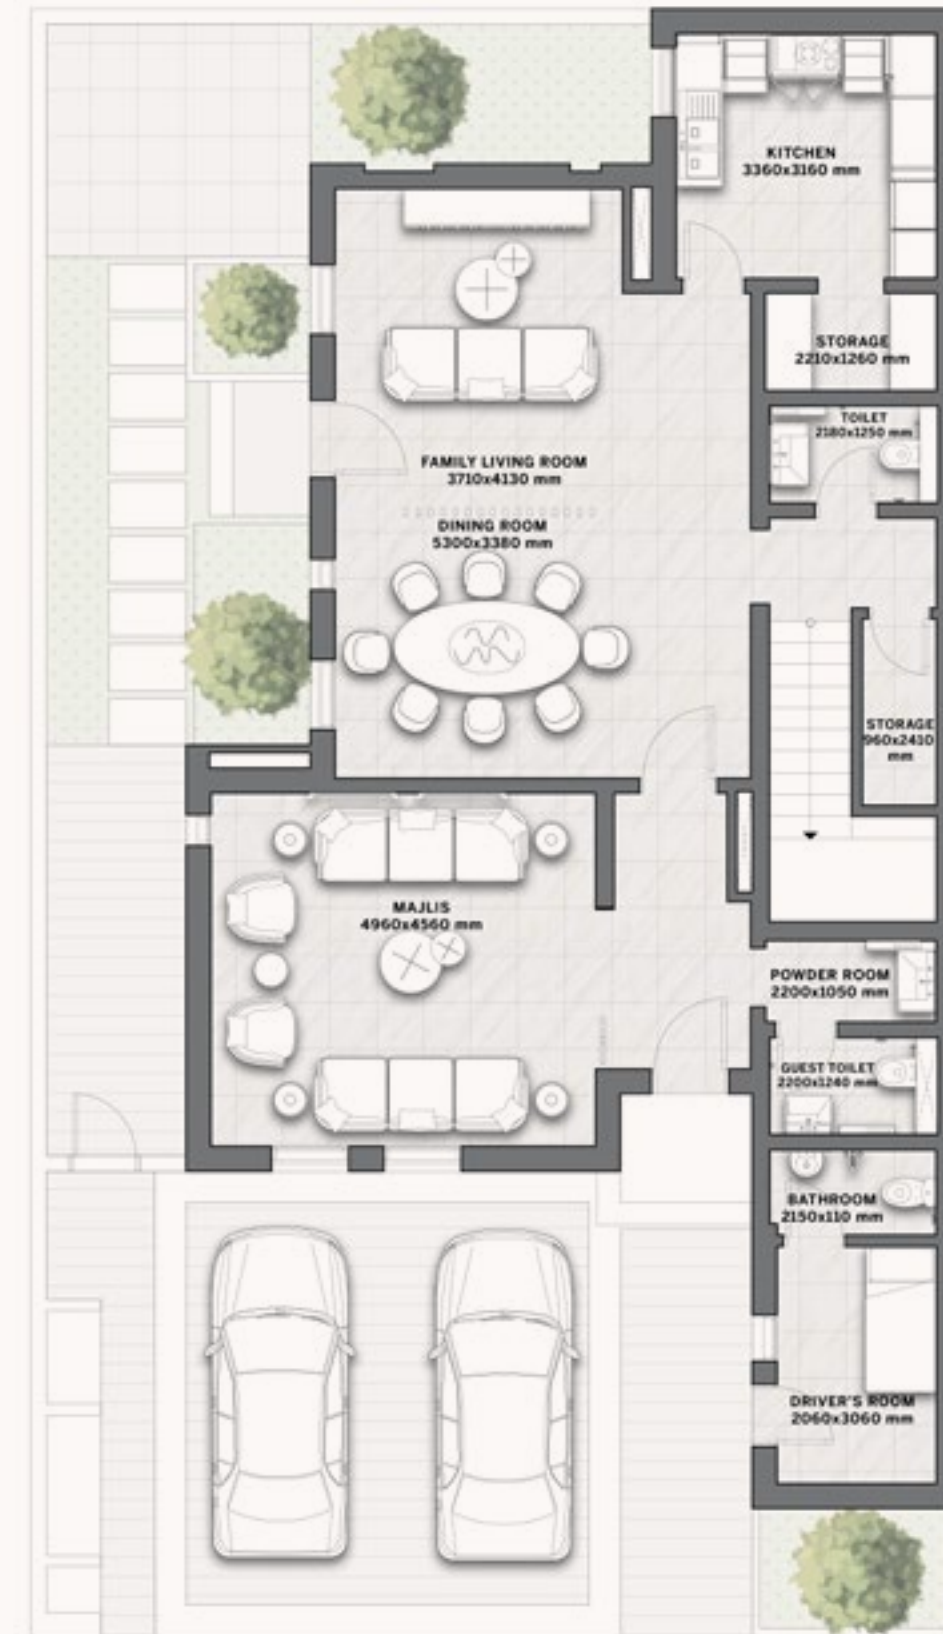 KITCHEN
3360x3160 mm
STORAGE
2210x1260 mm
TOILET
2180x1250 mm
FAMILY LIVING ROOM
3710x4130 mm
DINING ROOM
5300x3380 mm
STORAGE
960x2410
mm
MAJLIS
4960x4560 mm
POWDER ROOM
2200x1050 mm
GUEST TOILET
2200x1240 mm
BATHROOM
2150x110 mm
DRIVER'S ROOM
2060x3060 mm